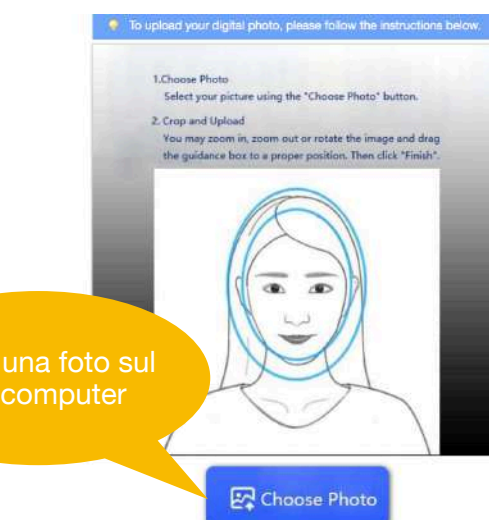 To upload your digital photo, please follow the instructions below.
1.Choose Photo
Select your picture using the "Choose Photo" button.
2. Crop and Upload
You may zoom in, zoom out or rotate the image and drag
the guidance box to a proper position. Then click "Finish".
una foto sul
computer
Choose Photo